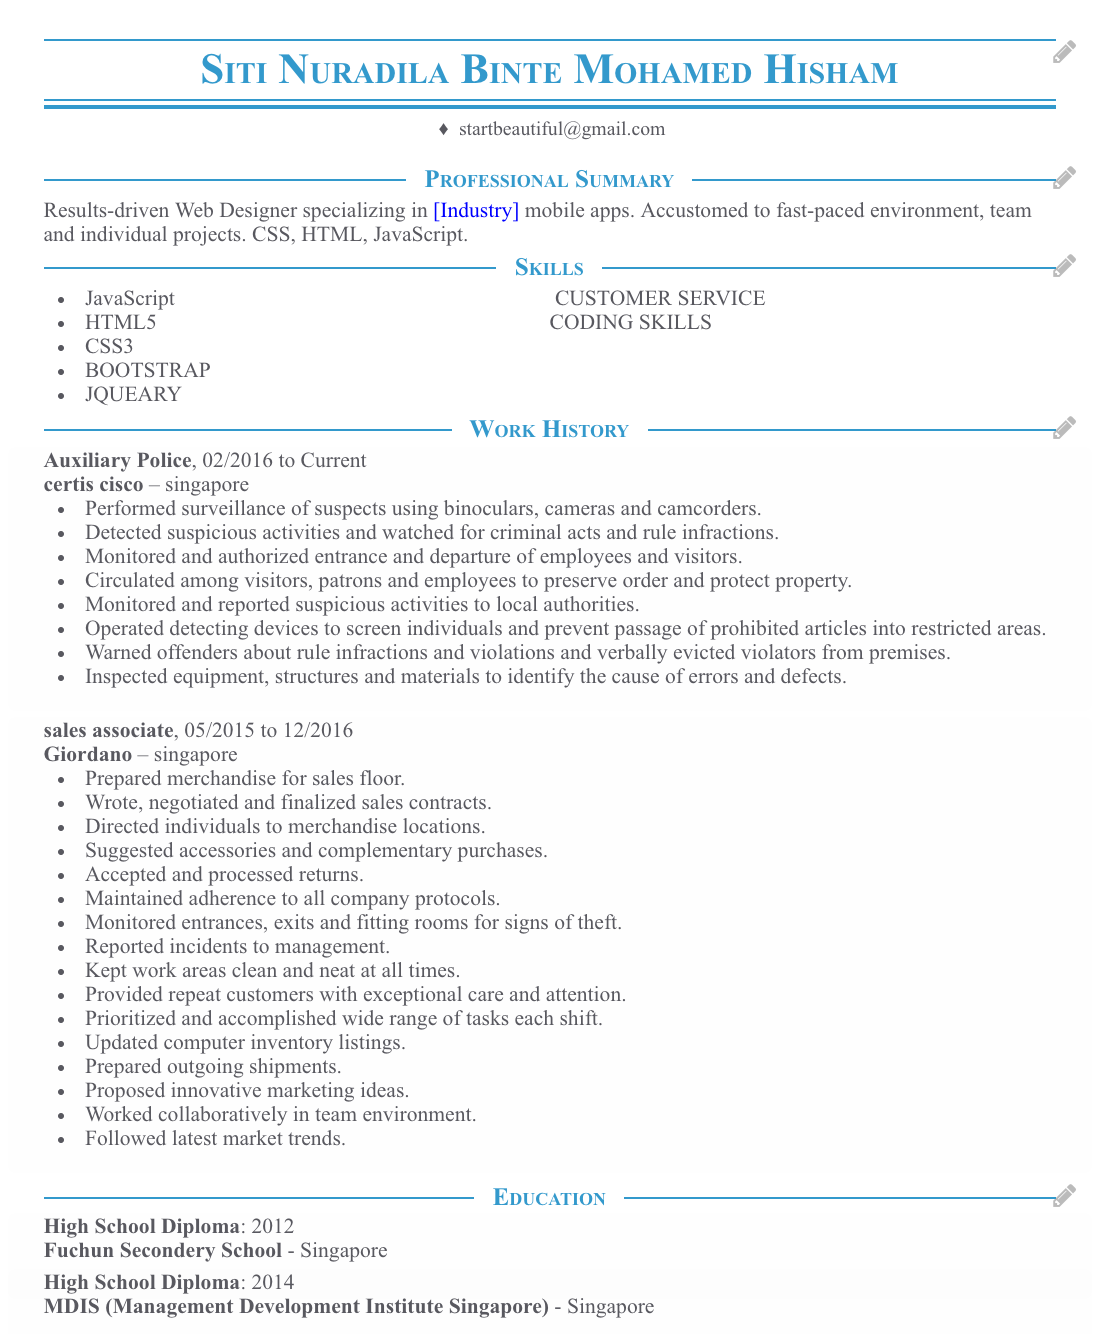 Siti Nuradila Binte Mohamed Hisham
♦ startbeautiful@gmail.com
Professional Summary
Results-driven Web Designer specializing in [Industry] mobile apps. Accustomed to fast-paced environment, team
and individual projects. CSS, HTML, JavaScript.
Skills
• JavaScript
• HTML5
• CSS3
• BOOTSTRAP
• JQUEARY
CUSTOMER SERVICE
CODING SKILLS
Work History
Auxiliary Police, 02/2016 to Current
certis cisco – singapore
• Performed surveillance of suspects using binoculars, cameras and camcorders.
• Detected suspicious activities and watched for criminal acts and rule infractions.
• Monitored and authorized entrance and departure of employees and visitors.
• Circulated among visitors, patrons and employees to preserve order and protect property.
• Monitored and reported suspicious activities to local authorities.
• Operated detecting devices to screen individuals and prevent passage of prohibited articles into restricted areas.
• Warned offenders about rule infractions and violations and verbally evicted violators from premises.
• Inspected equipment, structures and materials to identify the cause of errors and defects.
sales associate, 05/2015 to 12/2016
Giordano – singapore
• Prepared merchandise for sales floor.
• Wrote, negotiated and finalized sales contracts.
• Directed individuals to merchandise locations.
• Suggested accessories and complementary purchases.
• Accepted and processed returns.
• Maintained adherence to all company protocols.
• Monitored entrances, exits and fitting rooms for signs of theft.
• Reported incidents to management.
• Kept work areas clean and neat at all times.
• Provided repeat customers with exceptional care and attention.
• Prioritized and accomplished wide range of tasks each shift.
• Updated computer inventory listings.
• Prepared outgoing shipments.
• Proposed innovative marketing ideas.
• Worked collaboratively in team environment.
• Followed latest market trends.
Education
High School Diploma: 2012
Fuchun Secondery School - Singapore
High School Diploma: 2014
MDIS (Management Development Institute Singapore) - Singapore